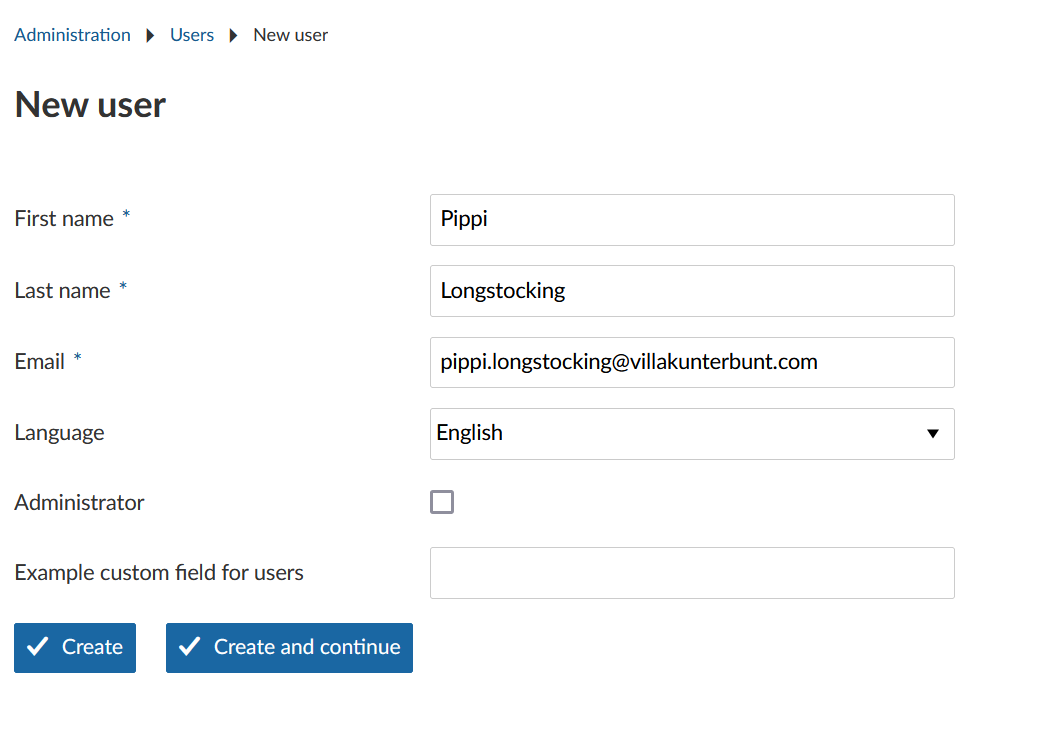 Administration Users New user
New user
First name *
Pippi
Last name *
Longstocking
Email *
pippi.longstocking@villakunterbunt.com
Language
English
Administrator
Example custom field for users
Create Create and continue